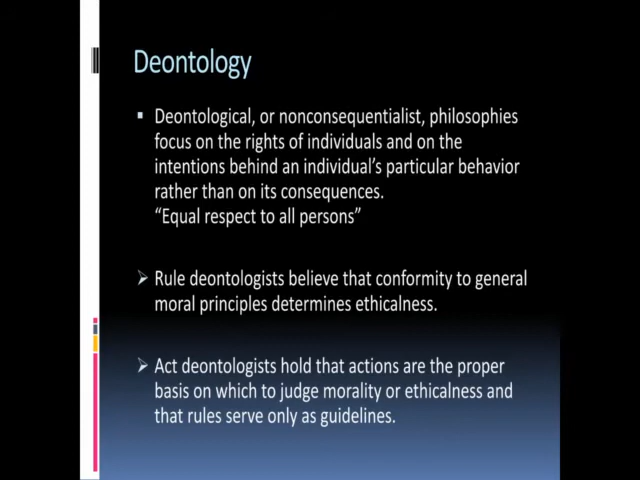 Deontology
▪ Deontological, or nonconsequentialist, philosophies
focus on the rights of individuals and on the
intentions behind an individual’s particular behavior
rather than on its consequences.
“Equal respect to all persons”
➢ Rule deontologists believe that conformity to general
moral principles determines ethicalness.
➢ Act deontologists hold that actions are the proper
basis on which to judge morality or ethicalness and
that rules serve only as guidelines.